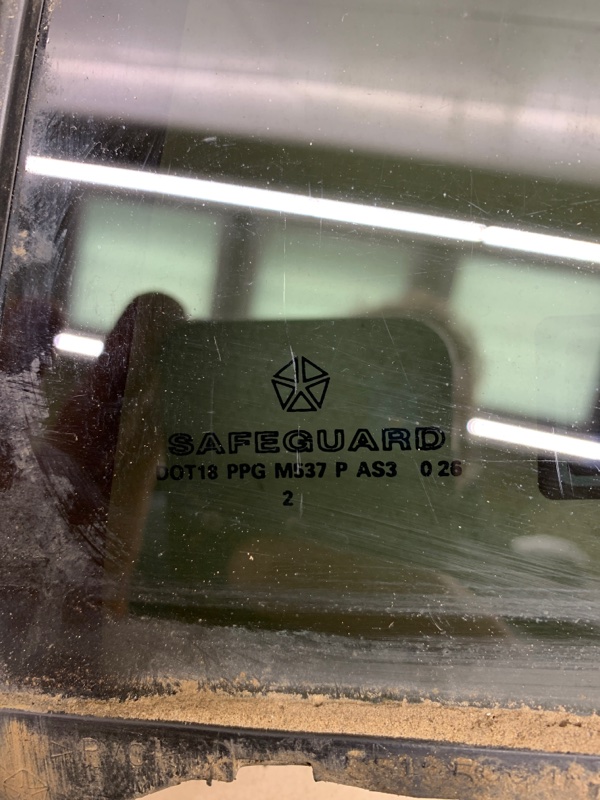 SAFEGUARD
DOT18 PPG M537 P AS3 0 26
2